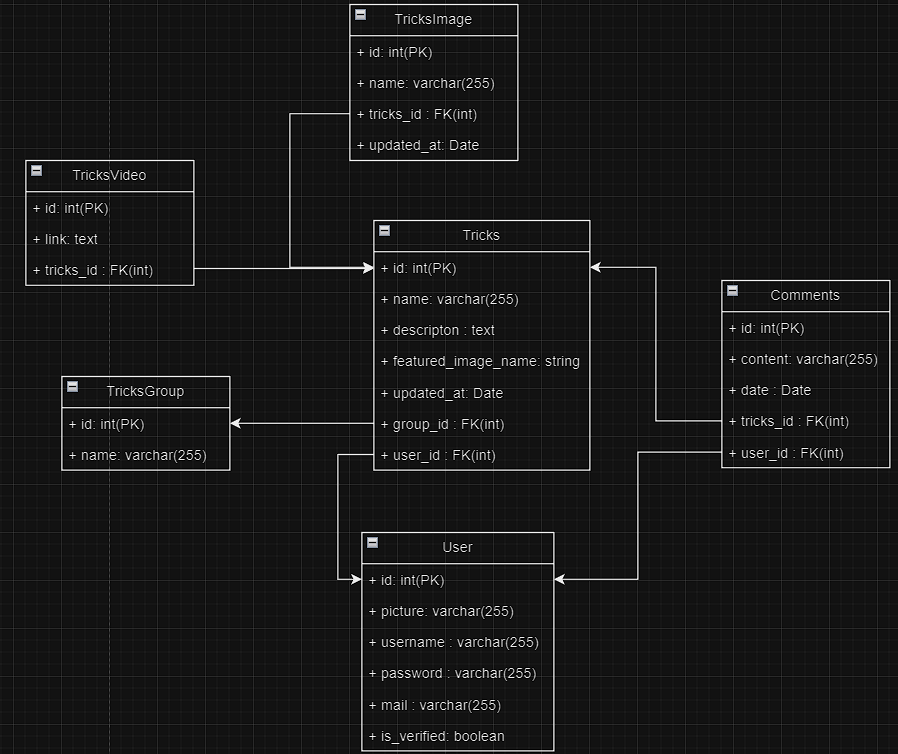 TricksImage
+ id: int(PK)
+ name: varchar(255)
+ tricks_id : FK(int)
+ updated_at: Date
TricksVideo
+ id: int(PK)
+ link: text
+ tricks_id : FK(int)
Tricks
+ id: int(PK)
+ name: varchar(255)
+ descripton : text
+ featured_image_name: string
+ updated_at: Date
+ group_id : FK(int)
+ user_id : FK(int)
Comments
+ id: int(PK)
+ content: varchar(255)
+ date : Date
+ tricks_id : FK(int)
+ user_id : FK(int)
TricksGroup
+ id: int(PK)
+ name: varchar(255)
User
+ id: int(PK)
+ picture: varchar(255)
+ username : varchar(255)
+ password : varchar(255)
+ mail : varchar(255)
+ is_verified: boolean